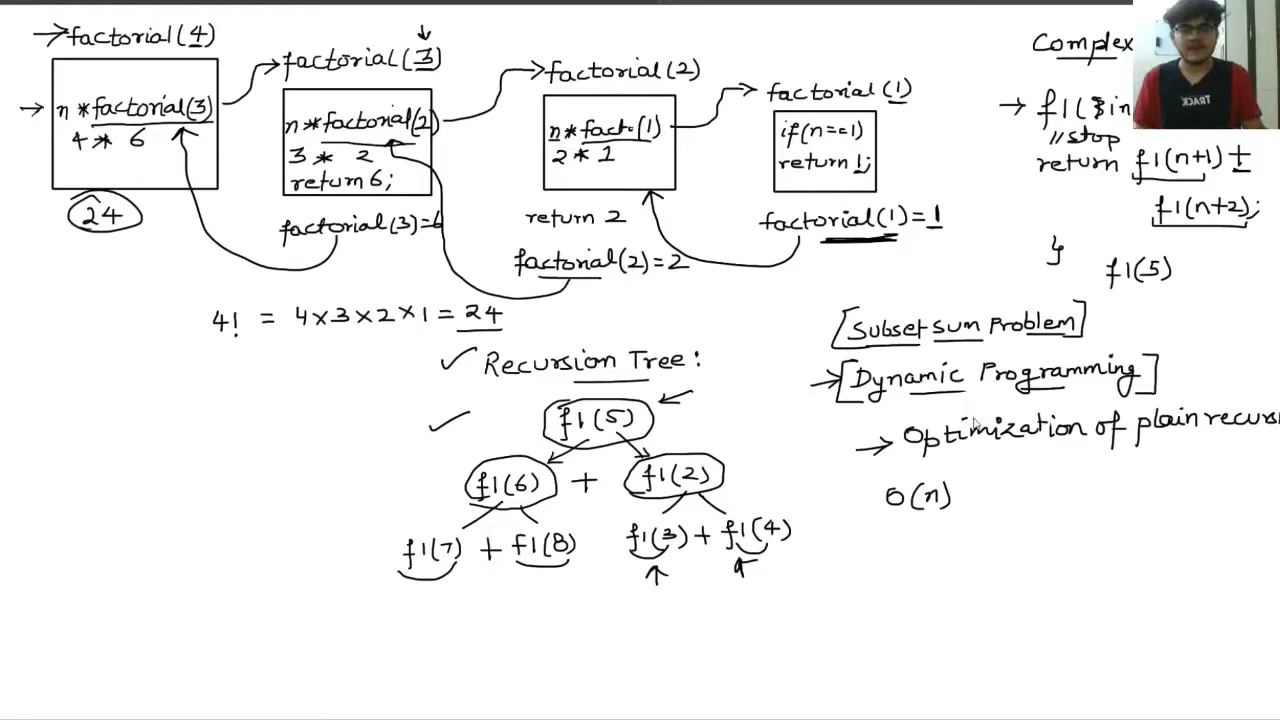 factorial(4)
n * factorial(3)
4 * 6
24
factorial(3)
n * factorial(2)
3 * 2
return 6;
factorial(3)=6
factorial(2)
n * fact.(1)
2 * 1
return 2
factorial(2)=2
factorial(1)
if(n==1)
return 1;
factorial(1)=1
4! = 4x3x2x1 = 24
Recursion Tree:
f1(5)
f1(6) + f1(2)
f1(7) + f1(8) f1(3) + f1(4)
Complex
f1(
//stop
return f1(n+1) +
f1(n+2);
}
f1(5)
[Subset sum Problem]
[Dynamic Programming]
Optimization of plain recurs
O(n)
TRACK